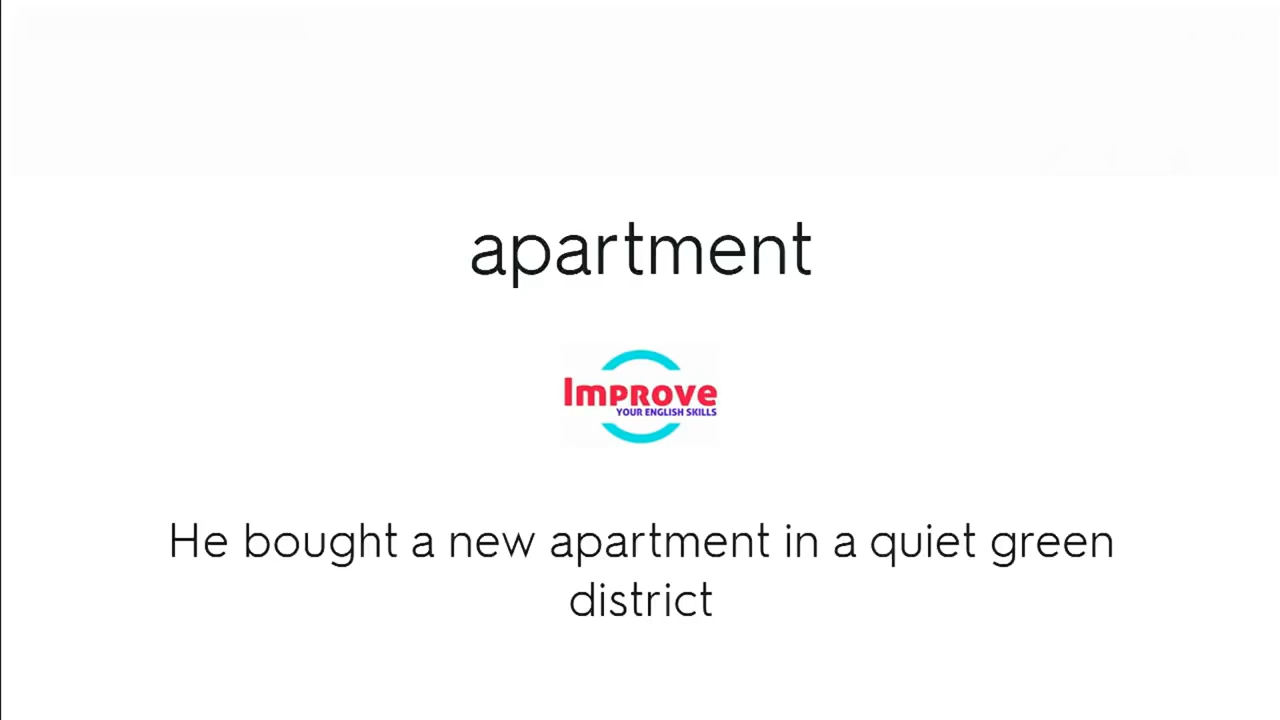 apartment
Improve
YOUR ENGLISH SKILLS
He bought a new apartment in a quiet green
district